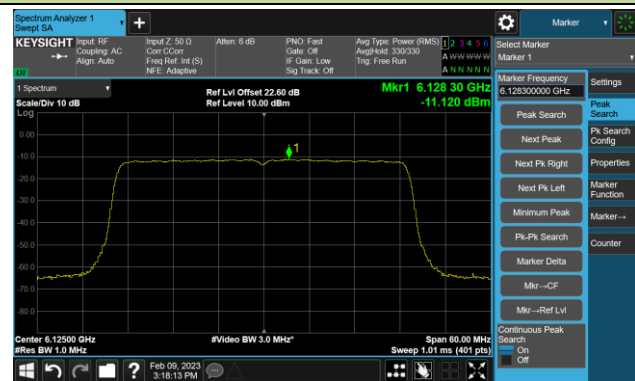 Spectrum Analyzer 1
Swept SA
+
Marker
KEYSIGHT
Input: RF
Coupling: AC
Align: Auto
Input Z: 50 Ω
Corr CCorr
Freq Ref: Int (S)
NFE: Adaptive
Atten: 6 dB
PNO: Fast
Gate: Off
IF Gain: Low
Sig Track: Off
Avg Type: Power (RMS)
Avg|Hold: 330/330
Trig: Free Run
1 2 3 4 5 6
A W W W W W
A N N N N N
LXI
Select Marker
Marker 1
1 Spectrum
Scale/Div 10 dB
Log
Ref Lvl Offset 22.60 dB
Ref Level 10.00 dBm
Mkr1 6.128 30 GHz
-11.120 dBm
1
0.00
-10.0
-20.0
-30.0
-40.0
-50.0
-60.0
-70.0
-80.0
Center 6.12500 GHz
#Res BW 1.0 MHz
#Video BW 3.0 MHz*
Span 60.00 MHz
Sweep 1.01 ms (401 pts)
Marker Frequency
6.128300000 GHz
Peak Search
Next Peak
Next Pk Right
Next Pk Left
Minimum Peak
Pk-Pk Search
Marker Delta
Mkr→CF
Mkr→Ref Lvl
Continuous Peak
Search
On
Off
Settings
Peak
Search
Pk Search
Config
Properties
Marker
Function
Marker→
Counter
?
Feb 09, 2023
3:18:13 PM